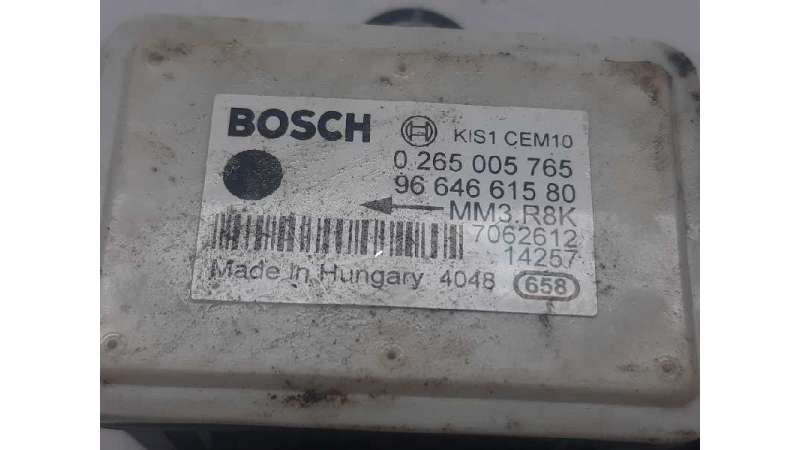 BOSCH KIS1 CEM10
0 265 005 765
96 646 615 80
MM3.R8K
7062612
14257
Made in Hungary 4048 658